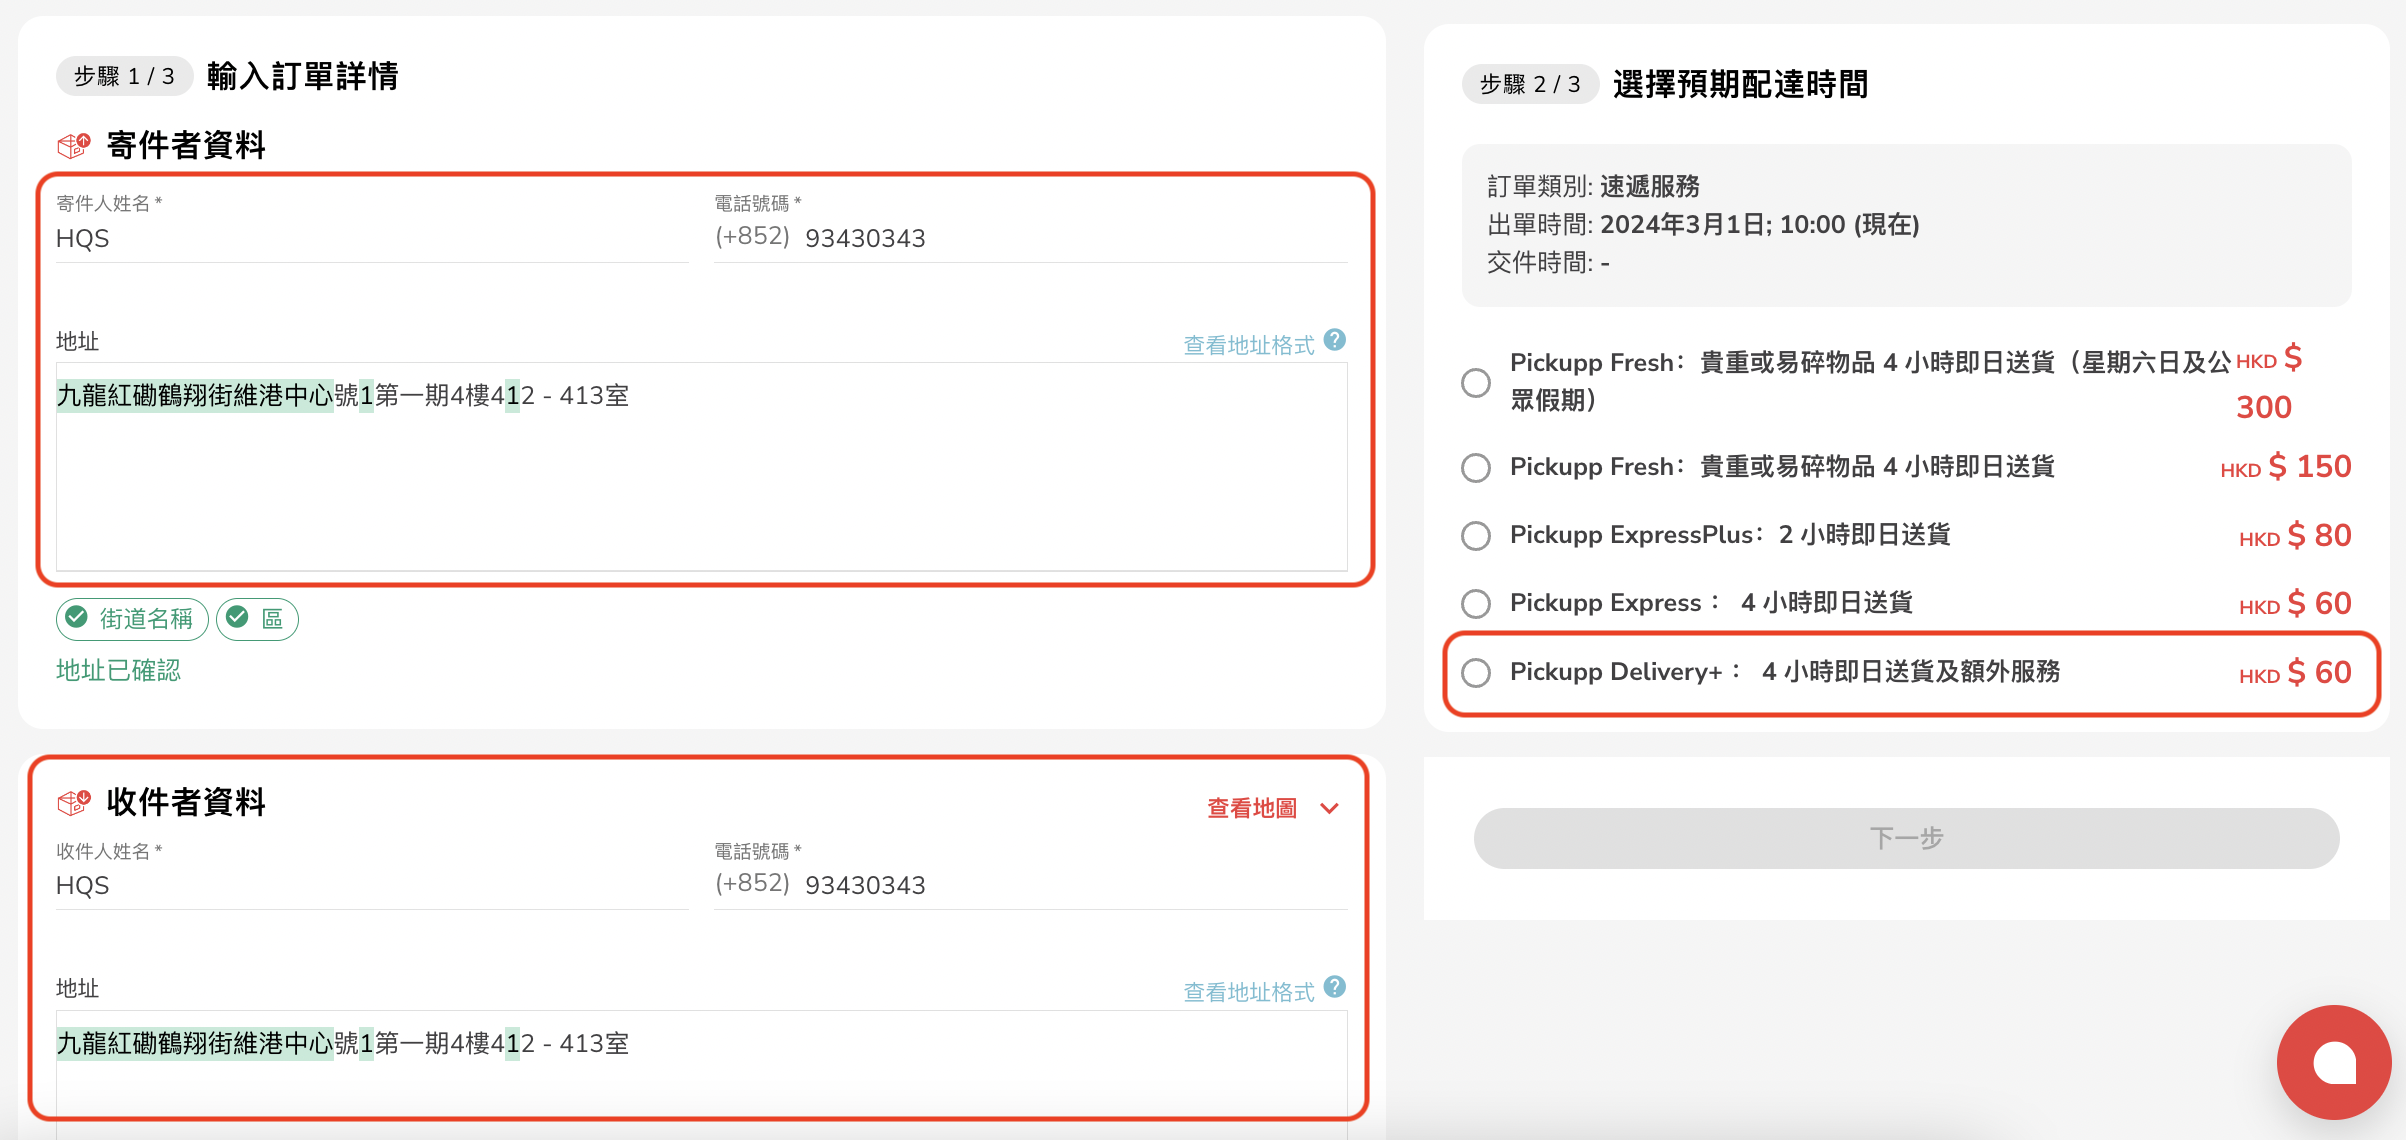 步驟 1 / 3 輸入訂單詳情
寄件者資料
寄件人姓名 *
HQS
電話號碼 *
(+852) 93430343
地址
查看地址格式 ?
九龍紅磡鶴翔街維港中心號1第一期4樓412 - 413室
街道名稱 區
地址已確認
收件者資料
查看地圖
收件人姓名 *
HQS
電話號碼 *
(+852) 93430343
地址
查看地址格式 ?
九龍紅磡鶴翔街維港中心號1第一期4樓412 - 413室
步驟 2 / 3 選擇預期配達時間
訂單類別: 速遞服務
出單時間: 2024年3月1日; 10:00 (現在)
交件時間: -
Pickupp Fresh：貴重或易碎物品 4 小時即日送貨（星期六日及公
眾假期）
HKD $
300
Pickupp Fresh：貴重或易碎物品 4 小時即日送貨 HKD $ 150
Pickupp ExpressPlus：2 小時即日送貨 HKD $ 80
Pickupp Express： 4 小時即日送貨 HKD $ 60
Pickupp Delivery+： 4 小時即日送貨及額外服務 HKD $ 60
下一步